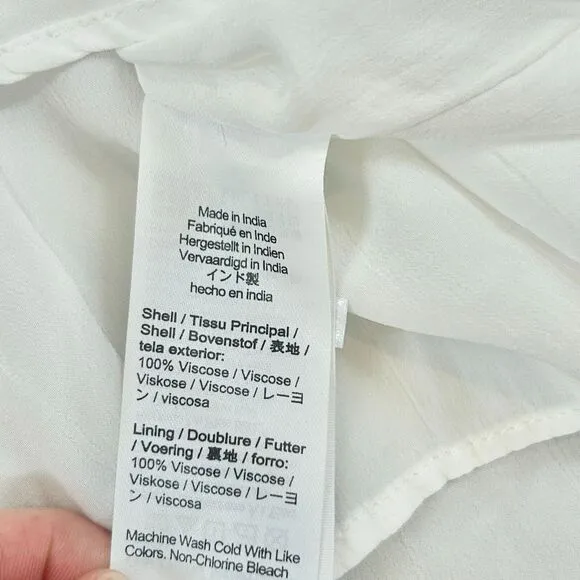 Made in India
Fabriqué en Inde
Hergestellt in Indien
Vervaardigd in India
インド製
hecho en india
Shell / Tissu Principal /
Shell / Bovenstof / 表地 /
tela exterior:
100% Viscose / Viscose /
Viskose / Viscose / レーヨ
ン / viscosa
Lining / Doublure / Futter
/ Voering / 裏地 / forro:
100% Viscose / Viscose /
Viskose / Viscose / レーヨ
ン / viscosa
Machine Wash Cold With Like
Colors. Non-Chlorine Bleach